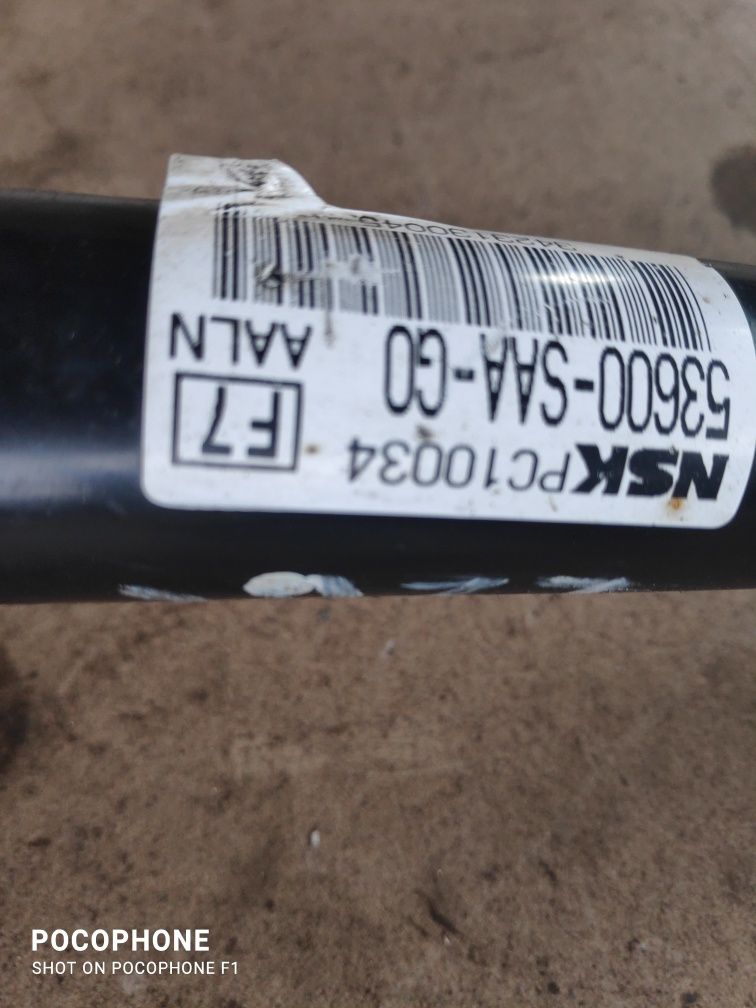 NSK PC10034 F7
53600-SAA-G0 AALN
POCOPHONE
SHOT ON POCOPHONE F1